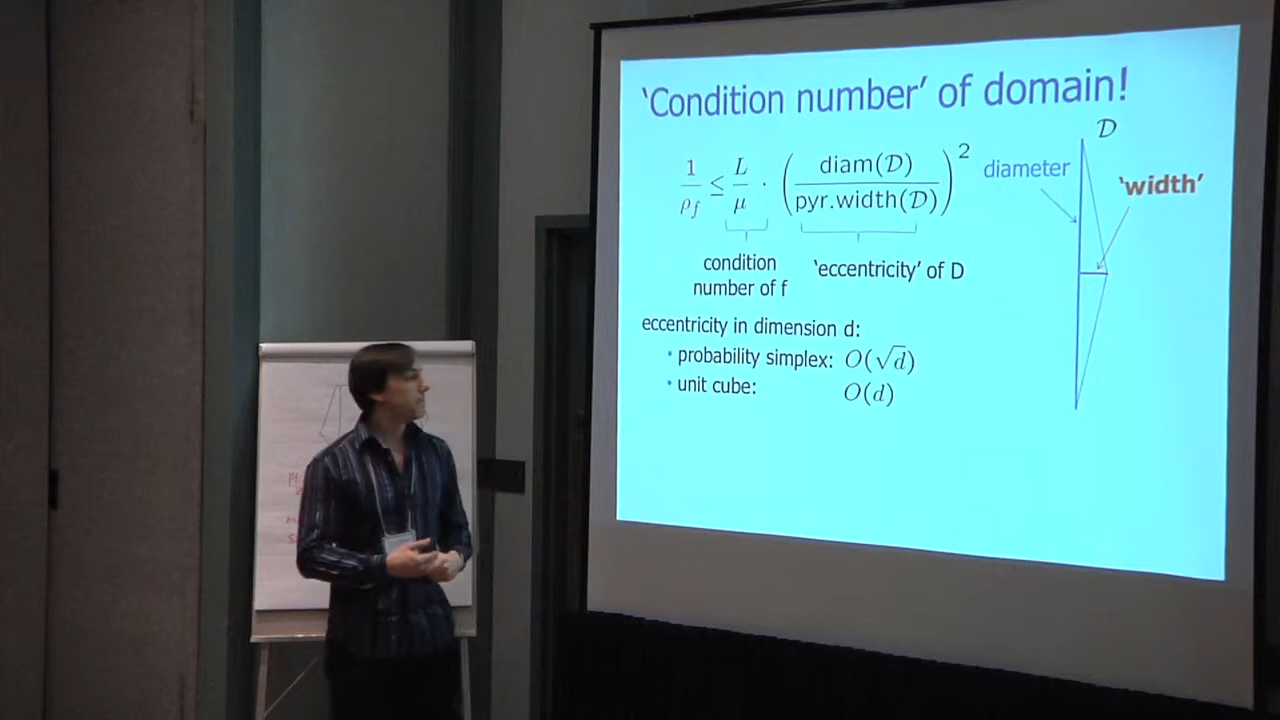 ‘Condition number’ of domain!
1/ρ_f ≤ L/μ · (diam(𝒟)/pyr.width(𝒟))²
condition
number of f
‘eccentricity’ of D
𝒟
diameter
‘width’
eccentricity in dimension d:
• probability simplex: O(√d)
• unit cube: O(d)